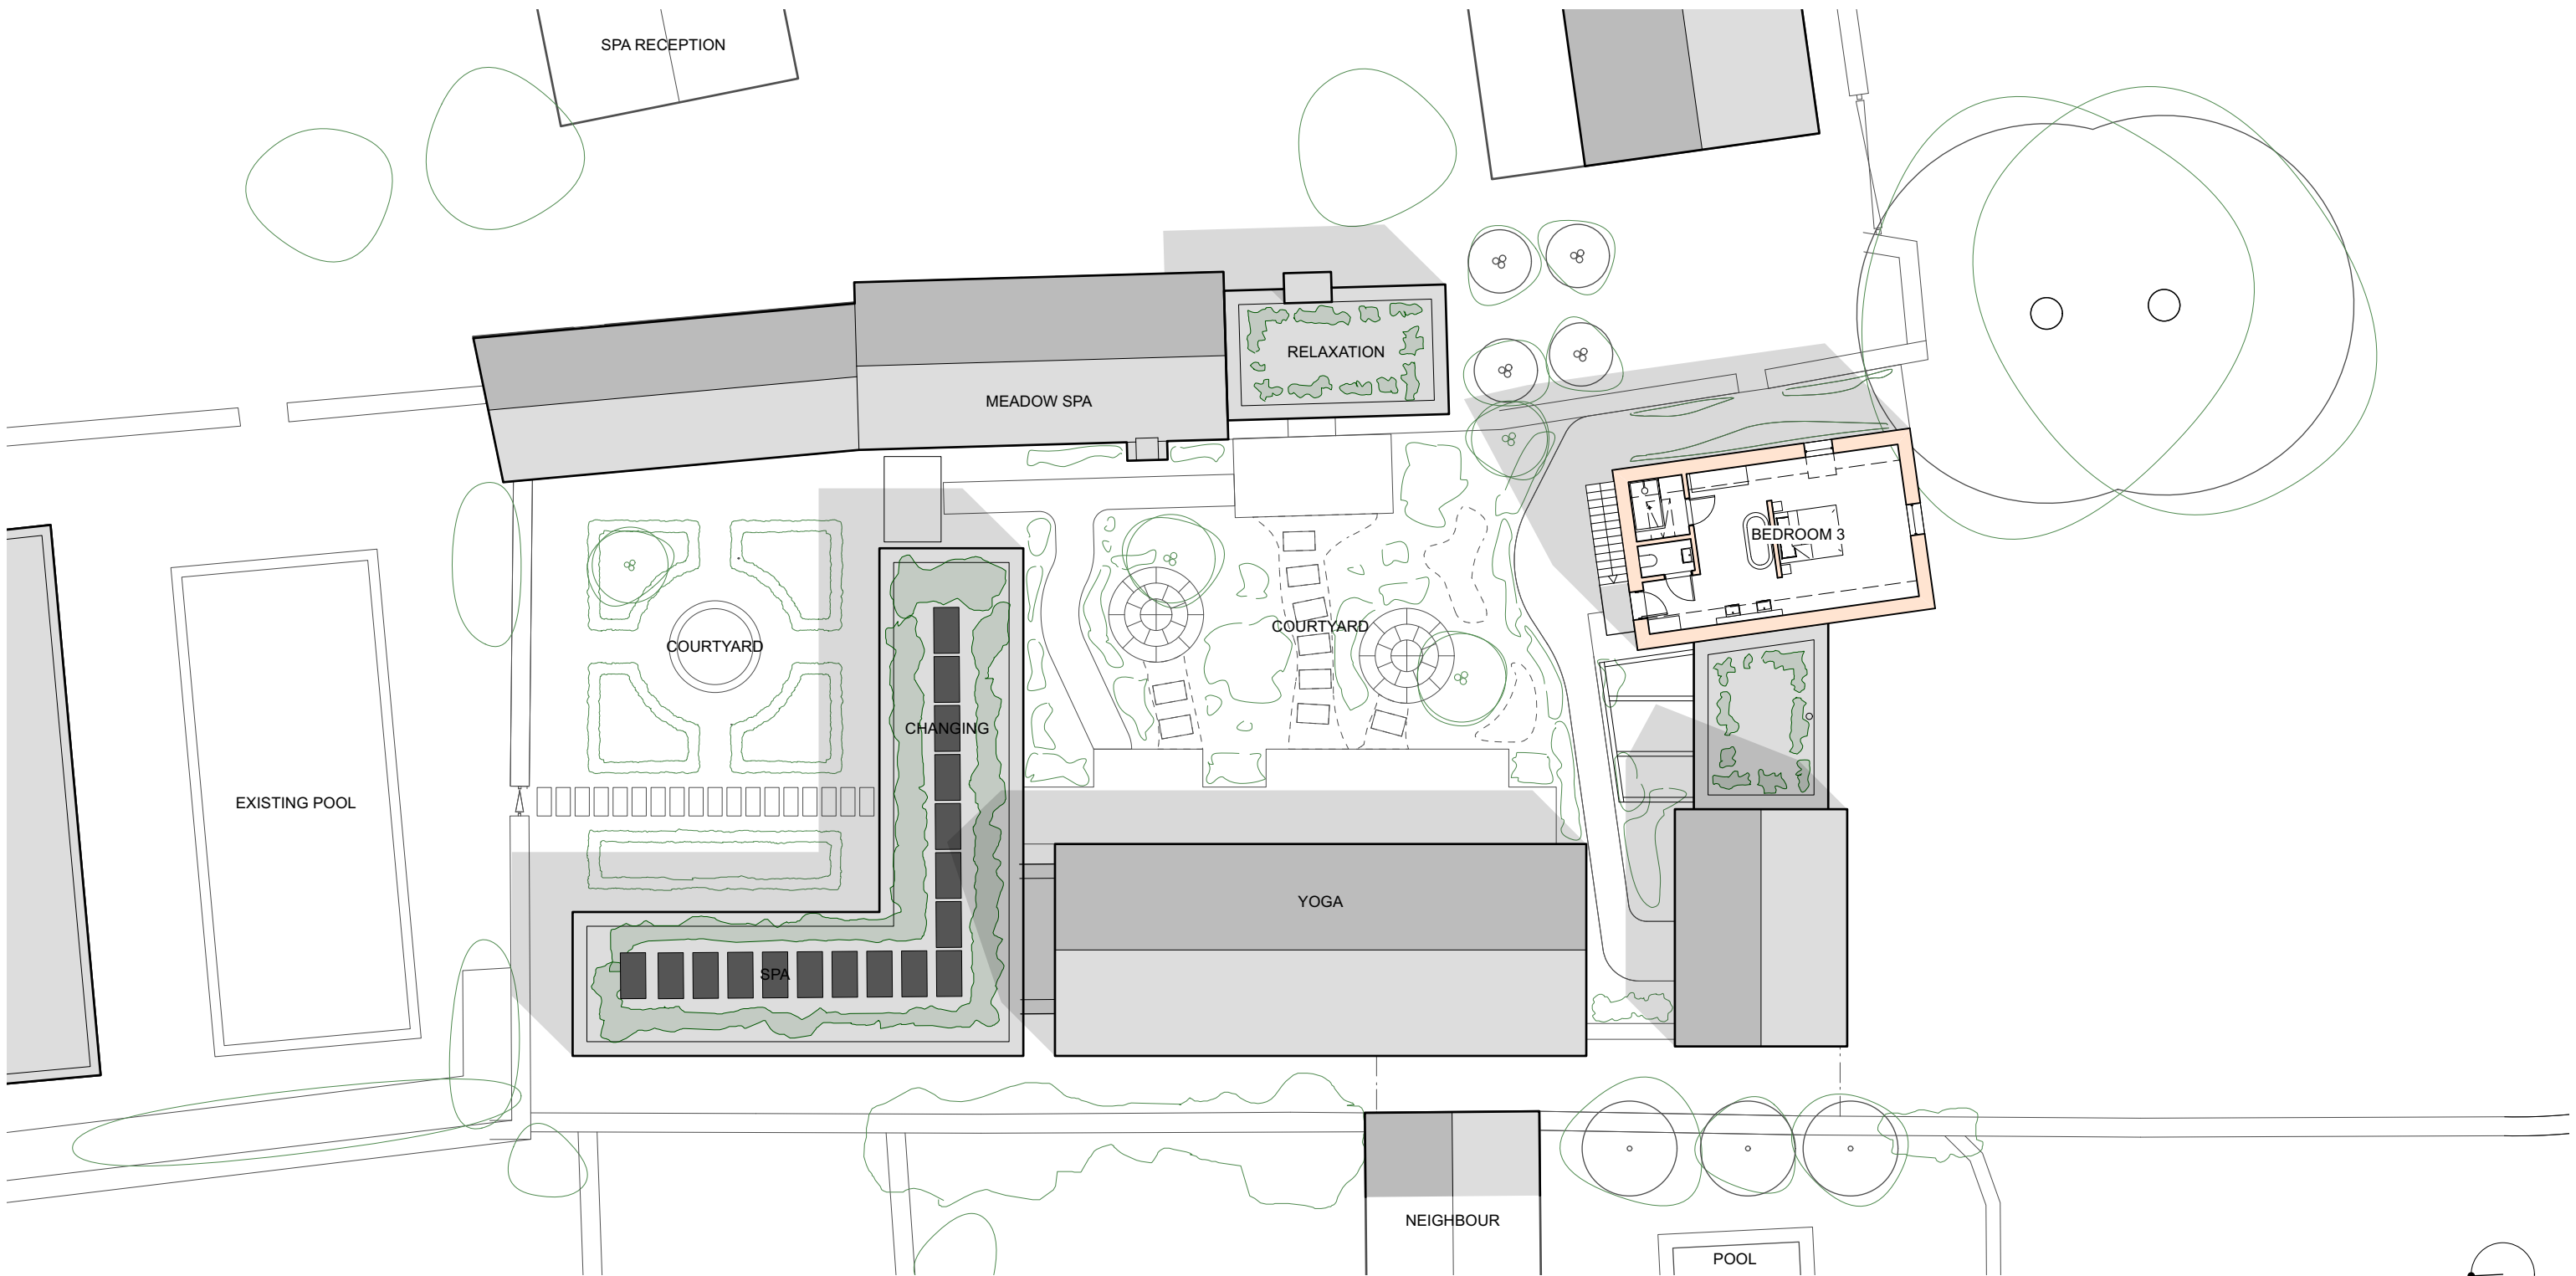 SPA RECEPTION
RELAXATION
MEADOW SPA
BEDROOM 3
COURTYARD
COURTYARD
CHANGING
EXISTING POOL
YOGA
SPA
NEIGHBOUR
POOL